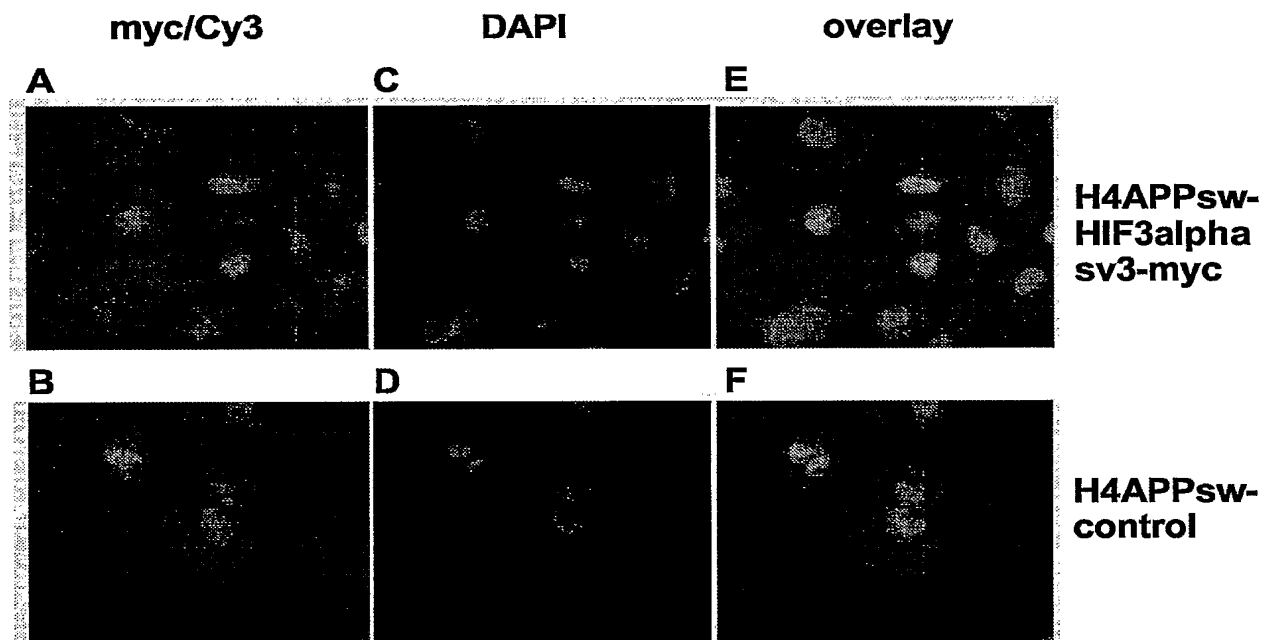 myc/Cy3 DAPI overlay
A C E
H4APPsw-
HIF3alpha
sv3-myc
B D F
H4APPsw-
control